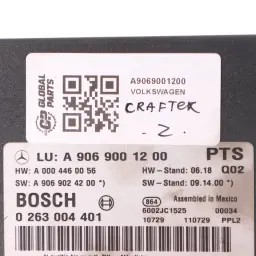 GLOBAL
PARTS
A9069001200
VOLKSWAGEN
CRAFTER
2.
LU: A 906 900 12 00 PTS
HW: A 000 446 00 56 HW-Stand: 06.18 Q02
SW: A 906 902 42 00 *) SW-Stand: 09.14.00 *)
BOSCH
864 Assembled in Mexico
6002JC1525 00034
0 263 004 401
10729 110729 PPL2